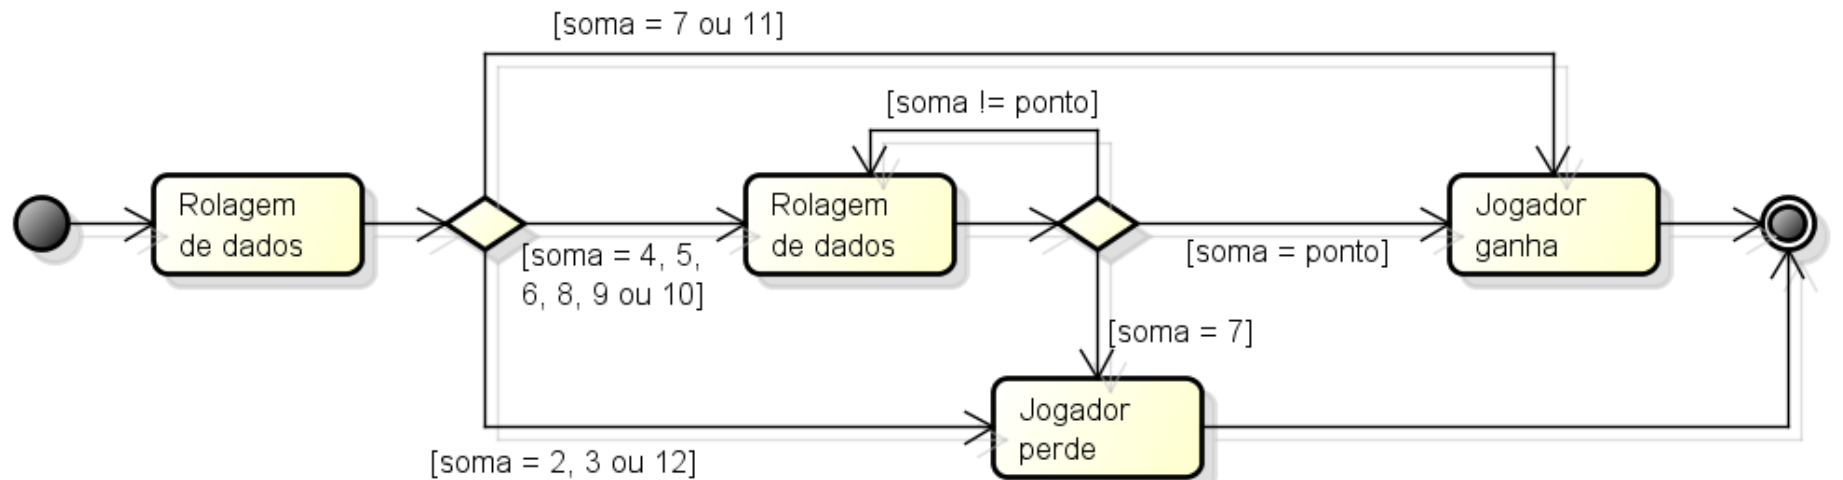 [soma = 7 ou 11]
[soma != ponto]
Rolagem
de dados
Rolagem
de dados
Jogador
ganha
[soma = 4, 5,
6, 8, 9 ou 10]
[soma = ponto]
[soma = 7]
Jogador
perde
[soma = 2, 3 ou 12]